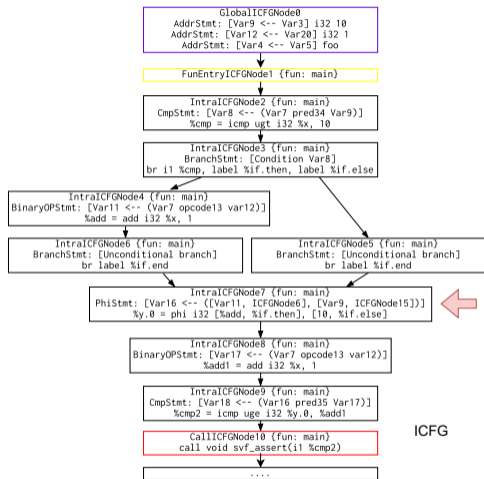 GlobalICFGNode0
AddrStmt: [Var9 <-- Var3] i32 10
AddrStmt: [Var12 <-- Var20] i32 1
AddrStmt: [Var4 <-- Var5] foo
FunEntryICFGNode1 {fun: main}
IntraICFGNode2 {fun: main}
CmpStmt: [Var8 <-- (Var7 pred34 Var9)]
%cmp = icmp ugt i32 %x, 10
IntraICFGNode3 {fun: main}
BranchStmt: [Condition Var8]
br i1 %cmp, label %if.then, label %if.else
IntraICFGNode4 {fun: main}
BinaryOPStmt: [Var11 <-- (Var7 opcode13 var12)]
%add = add i32 %x, 1
IntraICFGNode6 {fun: main}
BranchStmt: [Unconditional branch]
br label %if.end
IntraICFGNode5 {fun: main}
BranchStmt: [Unconditional branch]
br label %if.end
IntraICFGNode7 {fun: main}
PhiStmt: [Var16 <-- ([Var11, ICFGNode6], [Var9, ICFGNode15])]
%y.0 = phi i32 [%add, %if.then], [10, %if.else]
IntraICFGNode8 {fun: main}
BinaryOPStmt: [Var17 <-- (Var7 opcode13 var12)]
%add1 = add i32 %x, 1
IntraICFGNode9 {fun: main}
CmpStmt: [Var18 <-- (Var16 pred35 Var17)]
%cmp2 = icmp uge i32 %y.0, %add1
CallICFGNode10 {fun: main}
call void svf_assert(i1 %cmp2)
ICFG
....